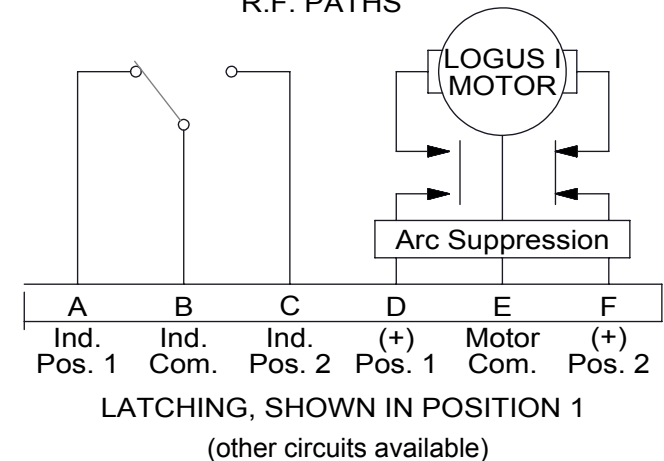 R.F. PATHS
LOGUS I
MOTOR
Arc Suppression
A B C D E F
Ind. Ind. Ind. (+) Motor (+)
Pos. 1 Com. Pos. 2 Pos. 1 Com. Pos. 2
LATCHING, SHOWN IN POSITION 1
(other circuits available)